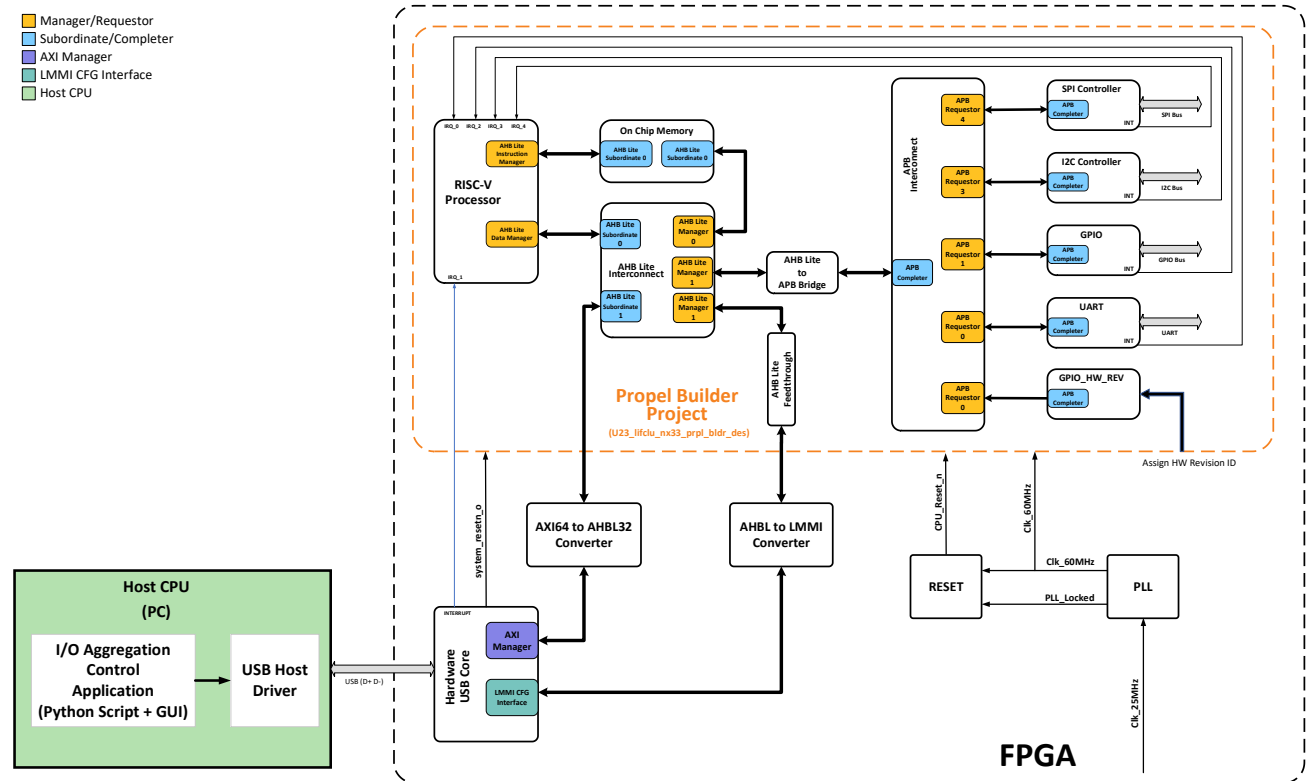 Manager/Requestor
Subordinate/Completer
AXI Manager
LMMI CFG Interface
Host CPU
IRQ_0
IRQ_2
IRQ_3
IRQ_4
AHB Lite
Instruction
Manager
RISC-V
Processor
AHB Lite
Data Manager
IRQ_1
On Chip Memory
AHB Lite
Subordinate 0
AHB Lite
Subordinate 0
AHB Lite
Subordinate
0
AHB Lite
Manager
0
AHB Lite
Interconnect
AHB Lite
Manager
1
AHB Lite
Subordinate
1
AHB Lite
Manager
1
AHB Lite
to
APB Bridge
AHB Lite
Feedthrough
APB
Interconnect
APB
Completer
APB
Requestor
4
APB
Requestor
3
APB
Requestor
1
APB
Requestor
0
APB
Requestor
0
SPI Controller
APB
Completer
INT
SPI Bus
I2C Controller
APB
Completer
INT
I2C Bus
GPIO
APB
Completer
INT
GPIO Bus
UART
APB
Completer
INT
UART
GPIO_HW_REV
APB
Completer
Assign HW Revision ID
Propel Builder
Project
(U23_lifclu_nx33_prpl_bldr_des)
system_resetn_o
AXI64 to AHBL32
Converter
AHBL to LMMI
Converter
CPU_Reset_n
Clk_60MHz
RESET
Clk_60MHz
PLL_Locked
PLL
Clk_25MHz
Host CPU
(PC)
I/O Aggregation
Control
Application
(Python Script + GUI)
USB Host
Driver
USB (D+ D-)
INTERRUPT
Hardware
USB Core
AXI
Manager
LMMI CFG
Interface
FPGA